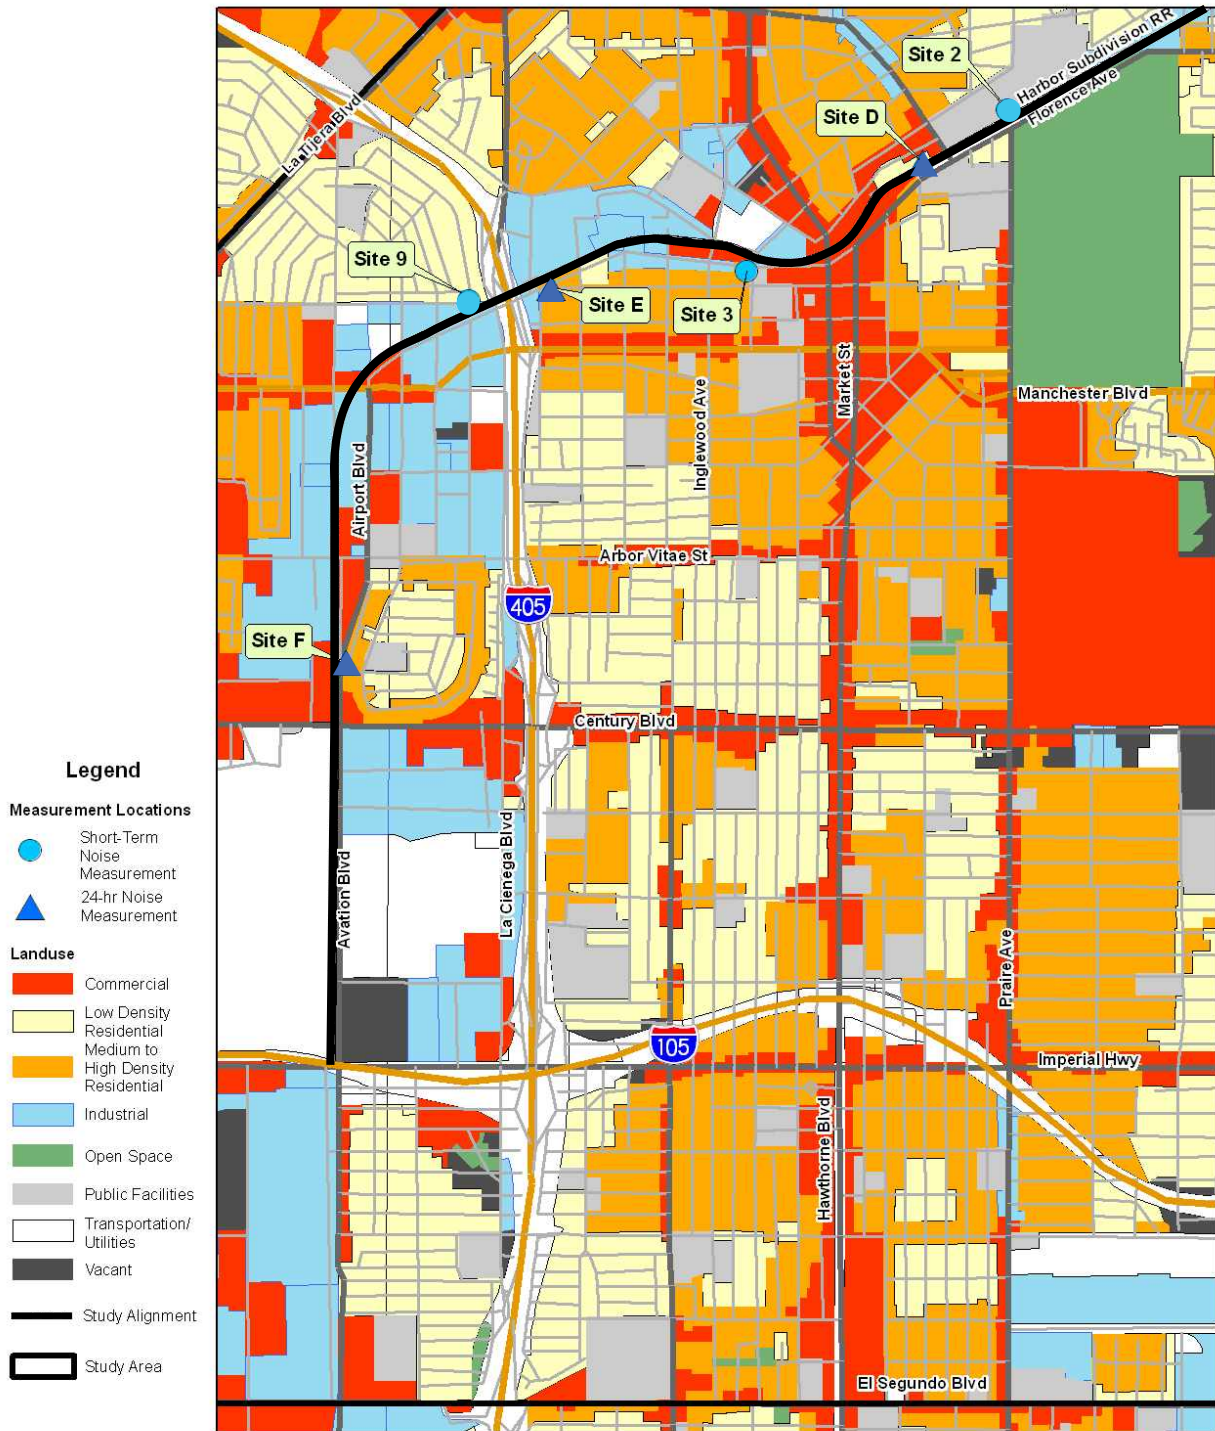 Site 2
Harbor Subdivision RR
Florence Ave
Site D
La Tijera Blvd
Site 9
Site E
Site 3
Market St
Manchester Blvd
Inglewood Ave
Airport Blvd
Arbor Vitae St
405
Site F
Century Blvd
La Cienega Blvd
Avation Blvd
Praire Ave
105
Imperial Hwy
Hawthorne Blvd
El Segundo Blvd
Legend
Measurement Locations
Short-Term
Noise
Measurement
24-hr Noise
Measurement
Landuse
Commercial
Low Density
Residential
Medium to
High Density
Residential
Industrial
Open Space
Public Facilities
Transportation/
Utilities
Vacant
Study Alignment
Study Area